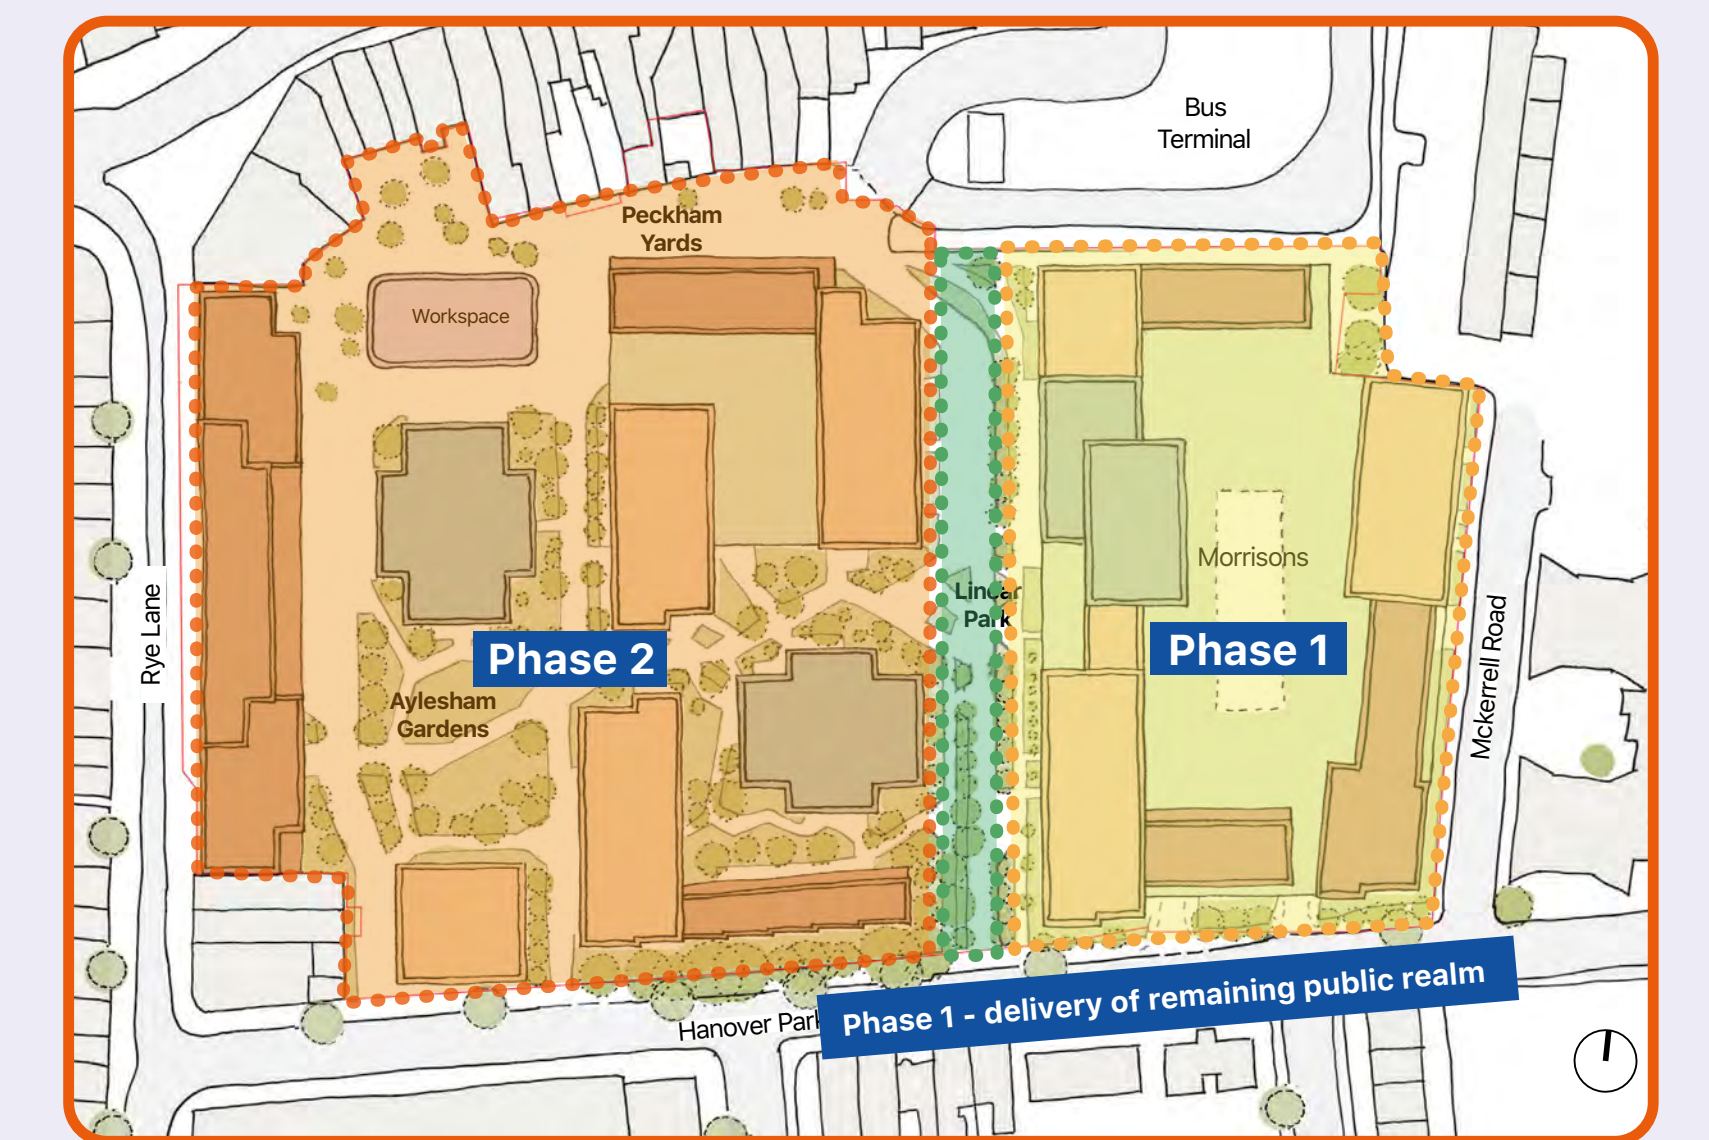 Bus
Terminal
Peckham
Yards
Workspace
Morrisons
Linear
Park
Rye Lane
Phase 2
Phase 1
Mckerrell Road
Aylesham
Gardens
Phase 1 - delivery of remaining public realm
Hanover Park